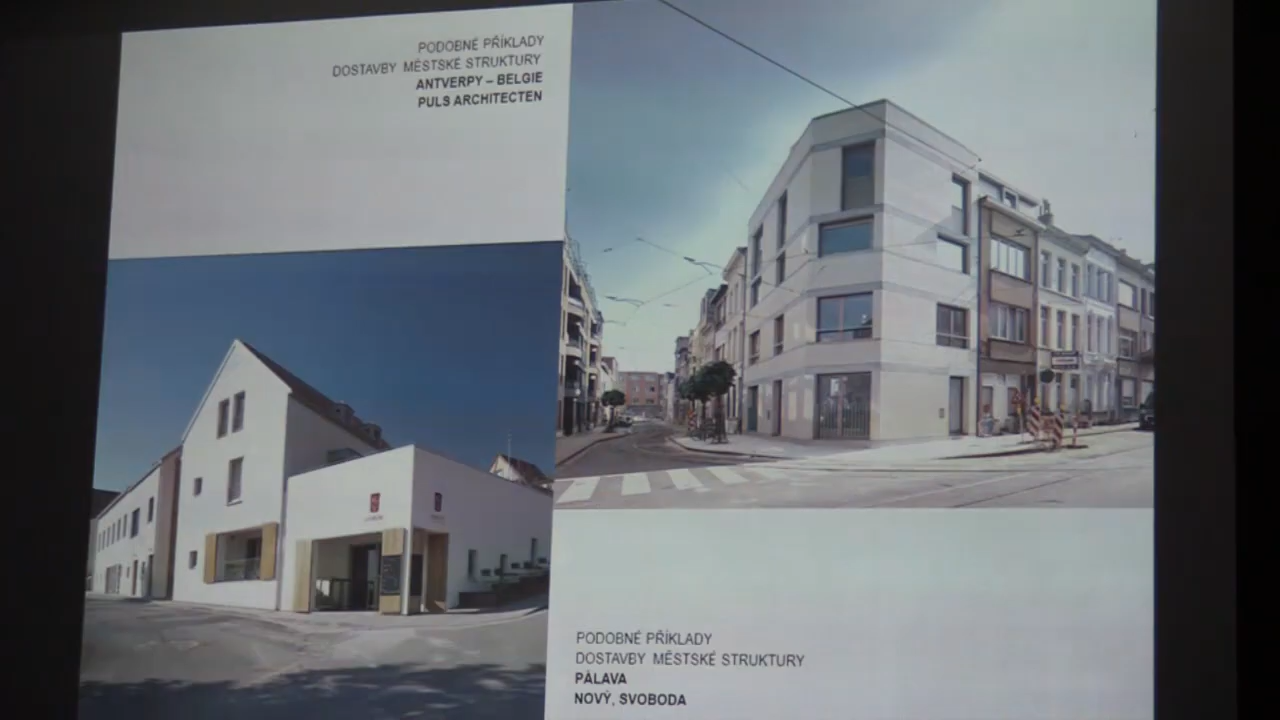 PODOBNÉ PŘÍKLADY
DOSTAVBY MĚSTSKÉ STRUKTURY
ANTVERPY – BELGIE
PULS ARCHITECTEN
PODOBNÉ PŘÍKLADY
DOSTAVBY MĚSTSKÉ STRUKTURY
PÁLAVA
NOVÝ, SVOBODA